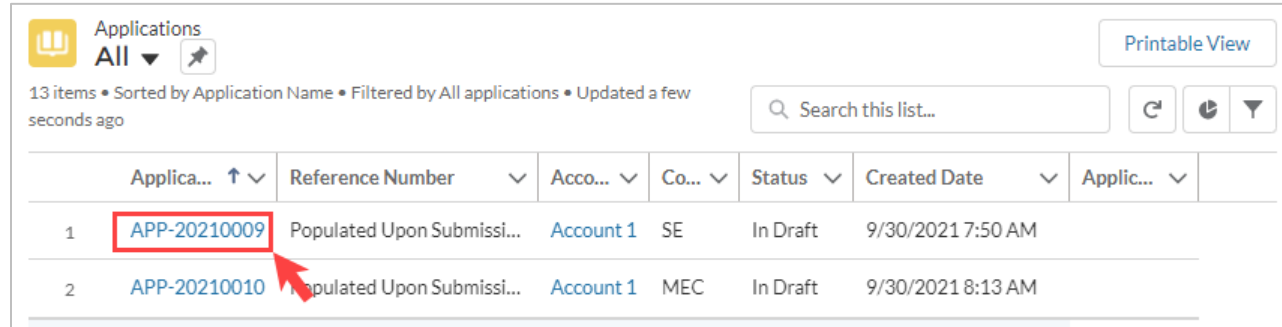 Applications
All
Printable View
13 items • Sorted by Application Name • Filtered by All applications • Updated a few
seconds ago
Search this list...
Applica... Reference Number Acco... Co... Status Created Date Applic...
1 APP-20210009 Populated Upon Submissi... Account 1 SE In Draft 9/30/2021 7:50 AM
2 APP-20210010 Populated Upon Submissi... Account 1 MEC In Draft 9/30/2021 8:13 AM